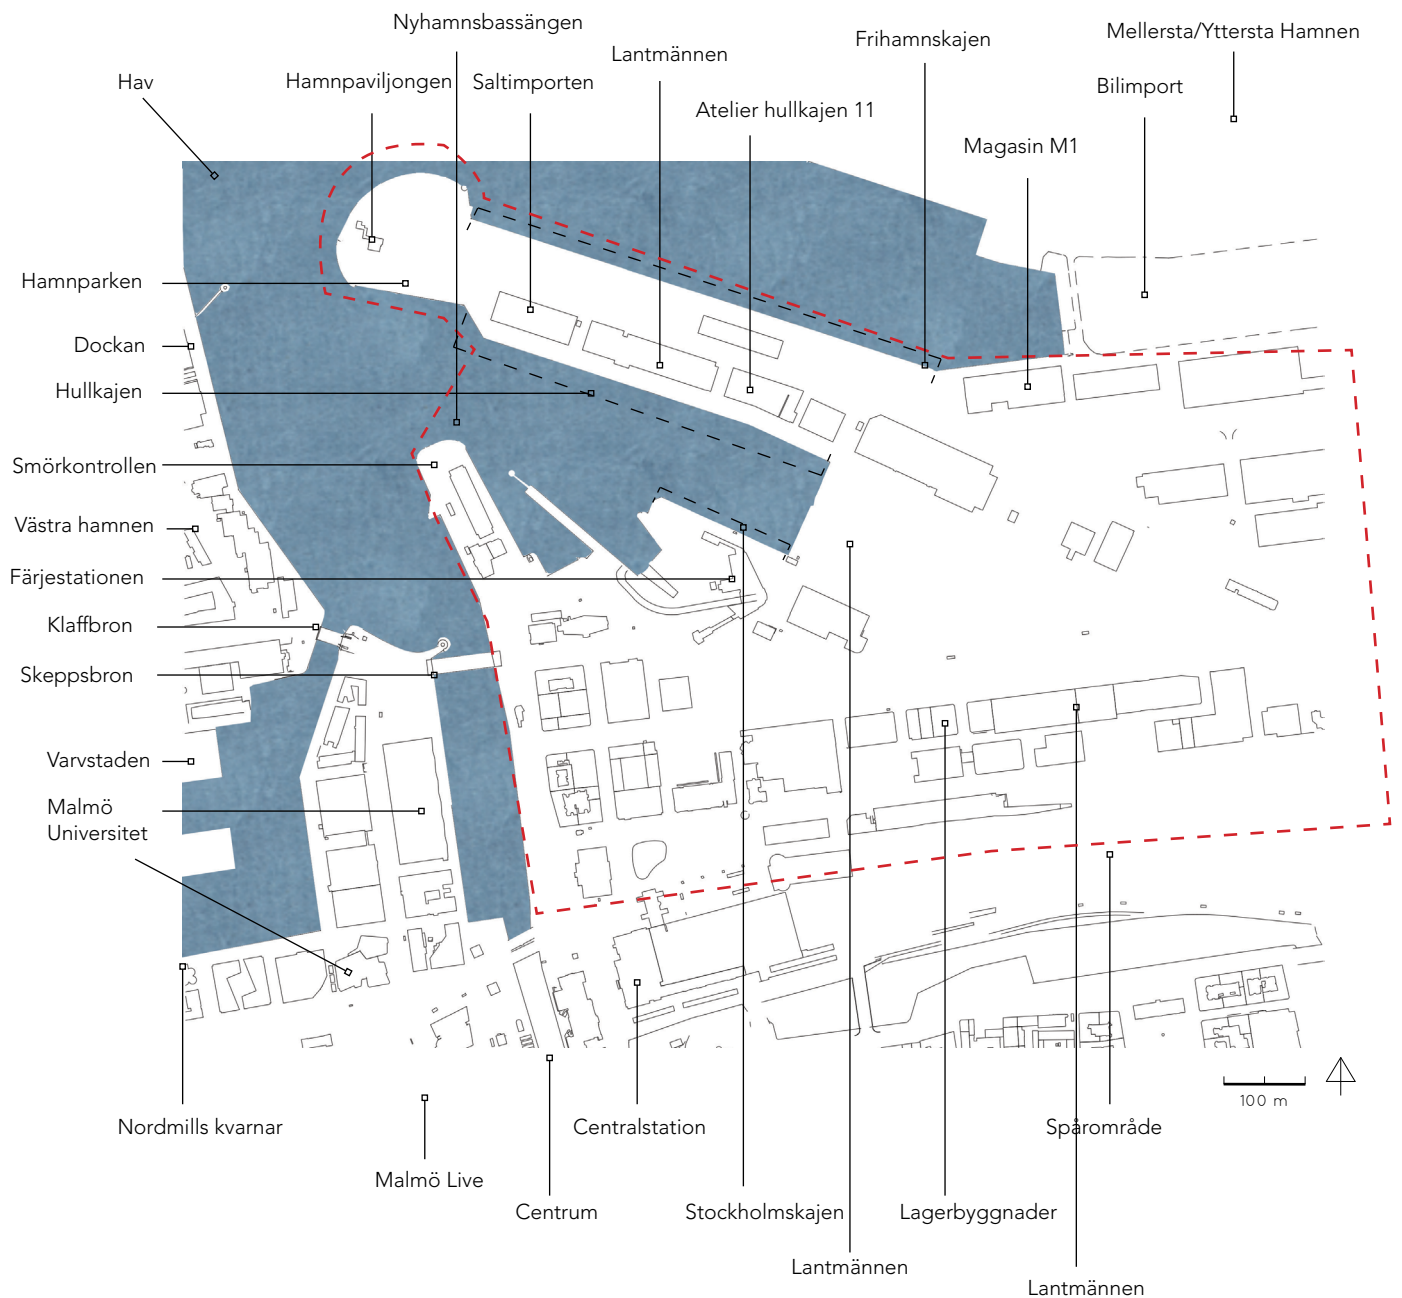 Nyhamnsbassängen
Mellersta/Yttersta Hamnen
Frihamnskajen
Lantmännen
Hav
Hamnpaviljongen
Saltimporten
Bilimport
Atelier hullkajen 11
Magasin M1
Hamnparken
Dockan
Hullkajen
Smörkontrollen
Västra hamnen
Färjestationen
Klaffbron
Skeppsbron
Varvstaden
Malmö
Universitet
100 m
Nordmills kvarnar
Centralstation
Spårområde
Malmö Live
Centrum
Stockholmskajen
Lagerbyggnader
Lantmännen
Lantmännen